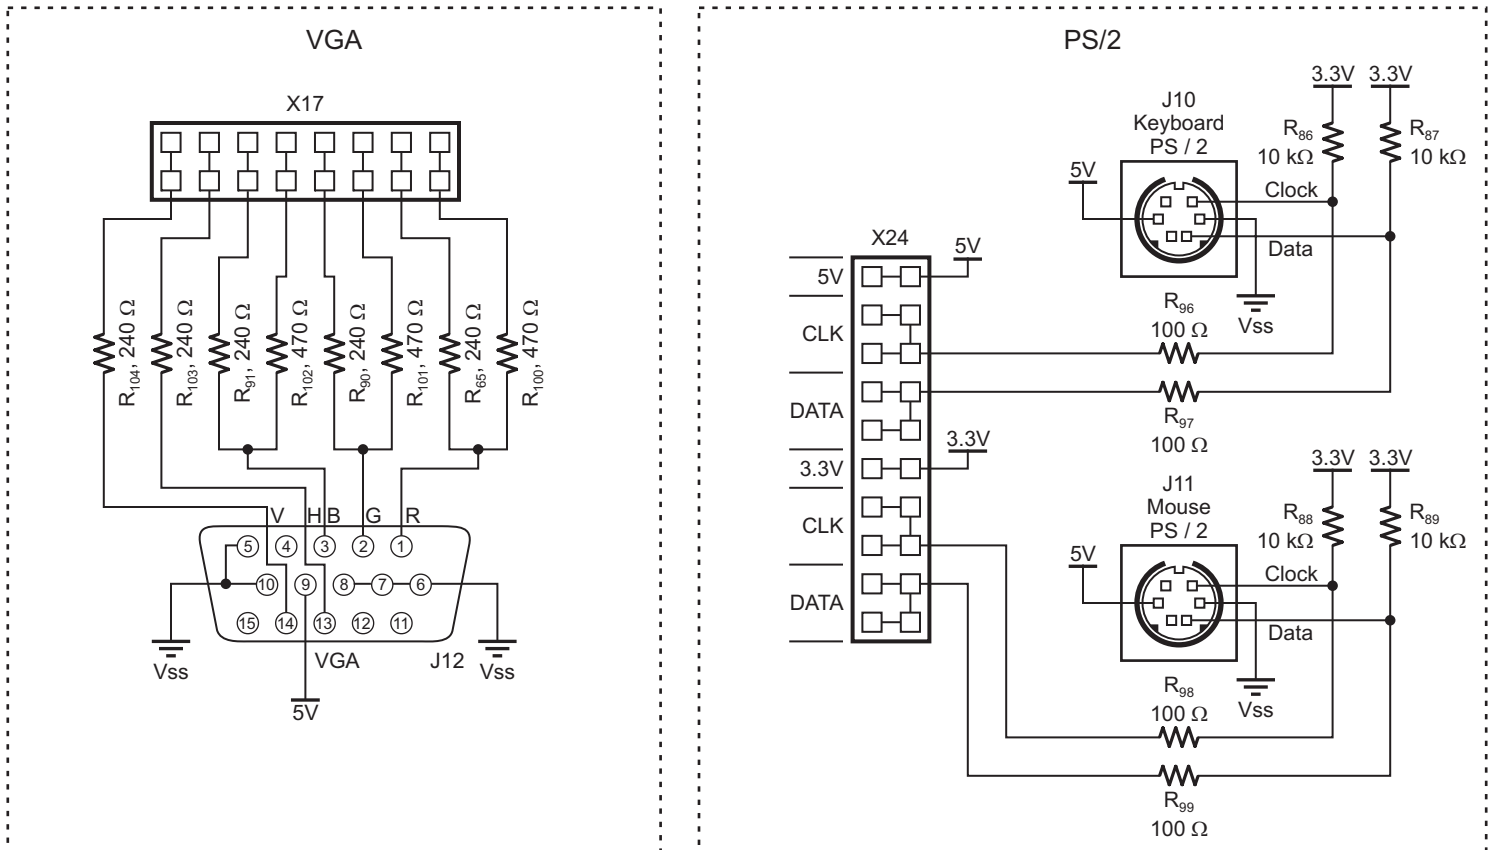 VGA
X17
R104, 240 Ω
R103, 240 Ω
R91, 240 Ω
R102, 470 Ω
R90, 240 Ω
R101, 470 Ω
R65, 240 Ω
R100, 470 Ω
V H B G R
5 4 3 2 1
10 9 8 7 6
15 14 13 12 11
Vss
VGA
J12
Vss
5V
PS/2
X24
5V
5V
CLK
DATA
3.3V
3.3V
CLK
DATA
J10
Keyboard
PS / 2
5V
3.3V 3.3V
R86
10 kΩ
R87
10 kΩ
Clock
Data
Vss
R96
100 Ω
R97
100 Ω
J11
Mouse
PS / 2
5V
3.3V 3.3V
R88
10 kΩ
R89
10 kΩ
Clock
Data
Vss
R98
100 Ω
R99
100 Ω